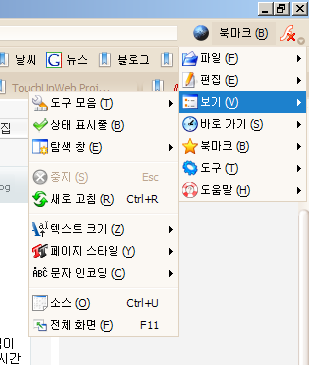 북마크 (B)
날씨
뉴스
블로그
TouchUpWeb Proj...
파일 (F)
편집 (E)
보기 (V)
바로 가기 (S)
북마크 (B)
도구 (T)
도움말 (H)
도구 모음 (T)
상태 표시줄 (B)
탐색 창 (E)
중지 (S) Esc
새로 고침 (R) Ctrl+R
텍스트 크기 (Z)
페이지 스타일 (Y)
문자 인코딩 (C)
소스 (O) Ctrl+U
전체 화면 (F) F11
집
og
이
시간